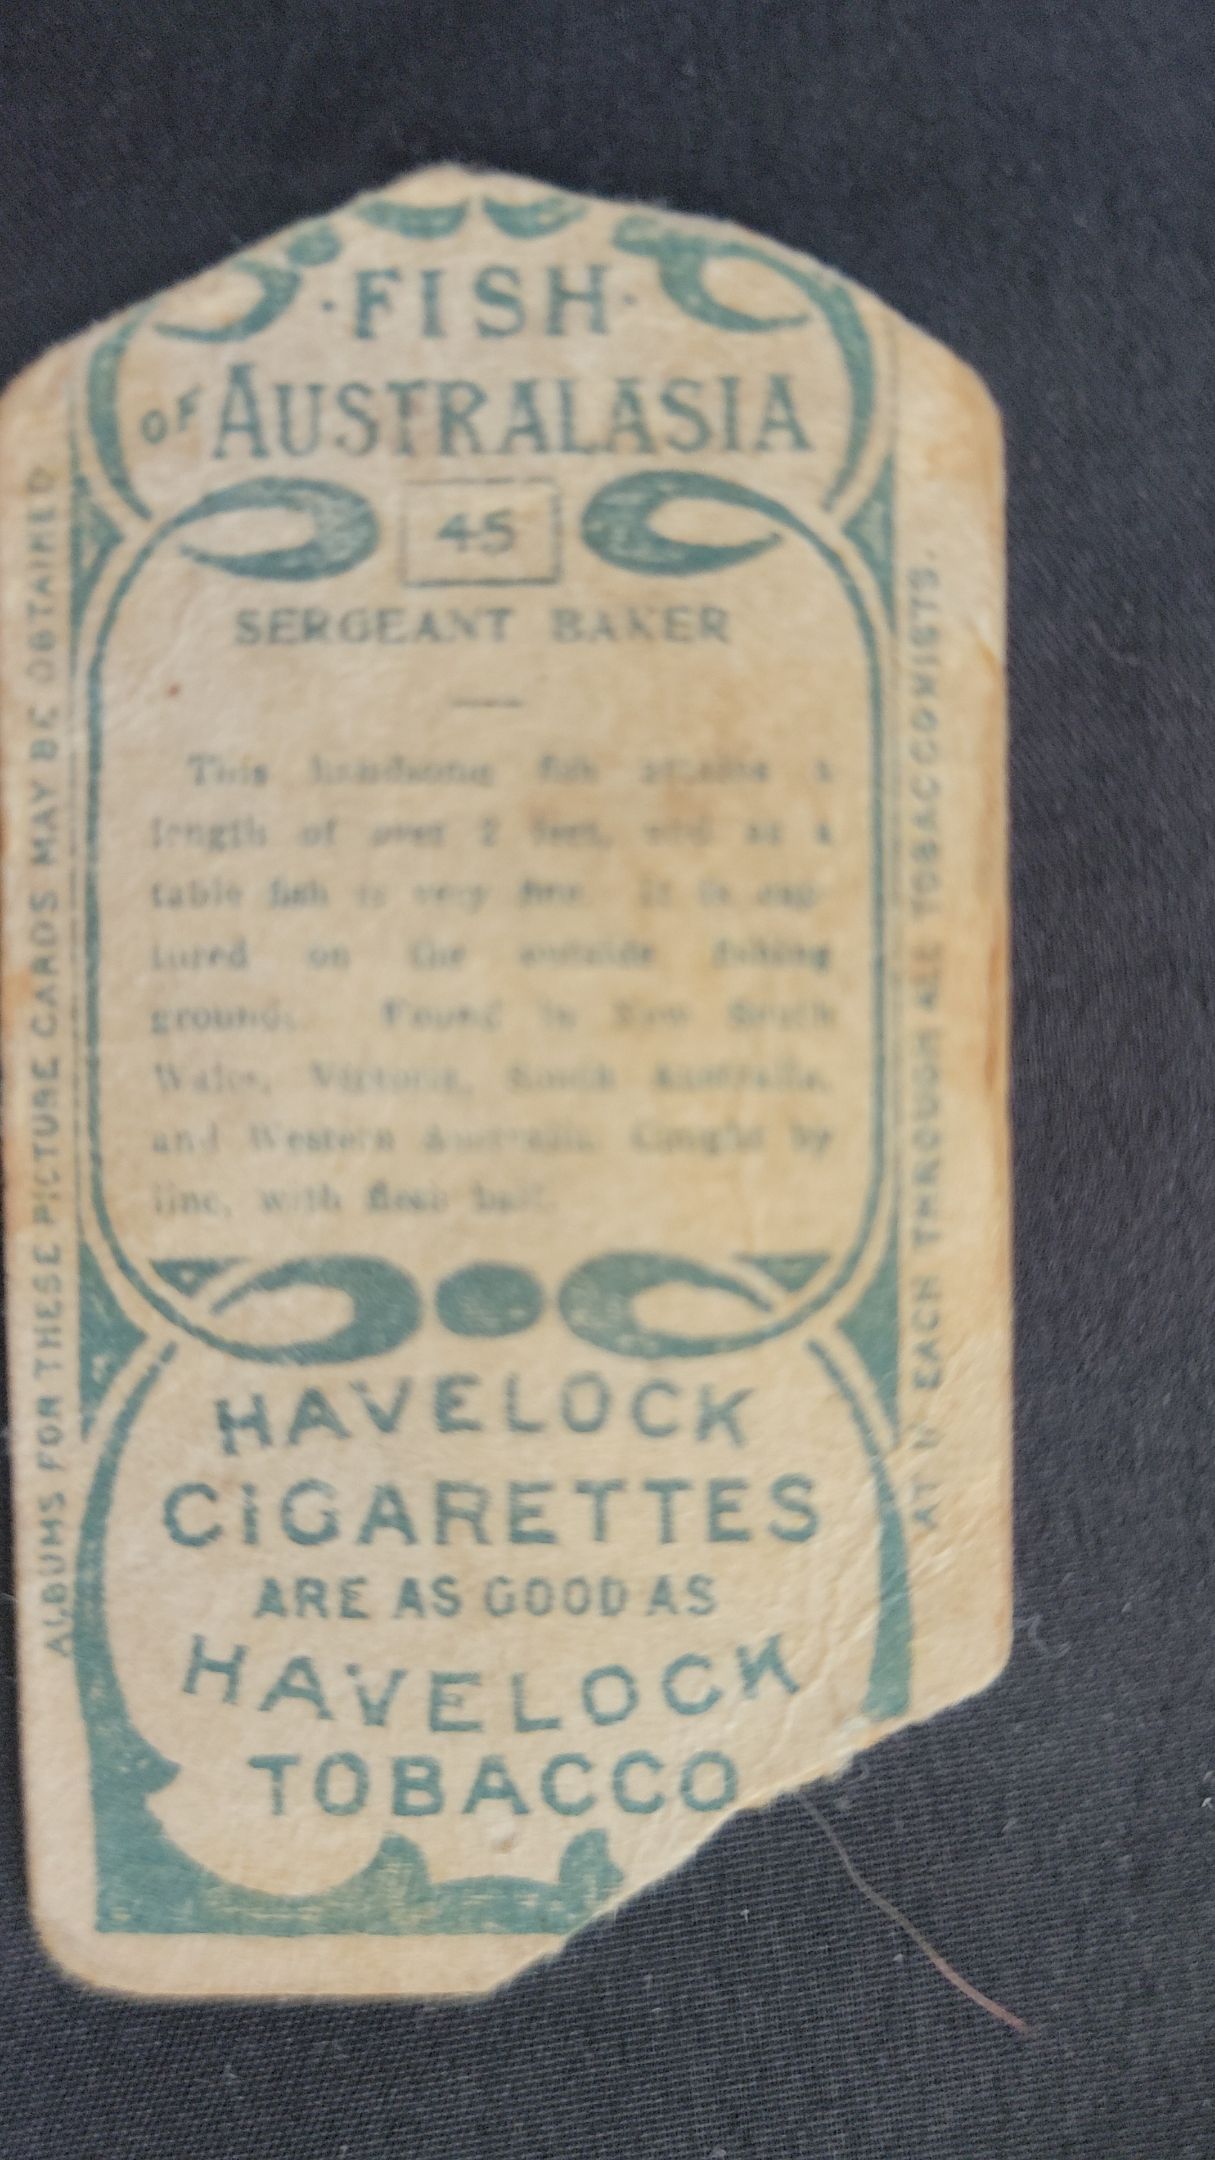 ·FISH·
OF AUSTRALASIA
45
SERGEANT BAKER
This handsome fish attains a
length of over 2 feet, and as a
table fish is very fine. It is cap-
tured on the outside fishing
grounds. Found in New South
Wales, Victoria, South Australia,
and Western Australia. Caught by
line, with flesh bait.
HAVELOCK
CIGARETTES
ARE AS GOOD AS
HAVELOCK
TOBACCO
ALBUMS FOR THESE PICTURE CARDS MAY BE OBTAINED
AT EACH THROUGH ALL TOBACCONISTS.